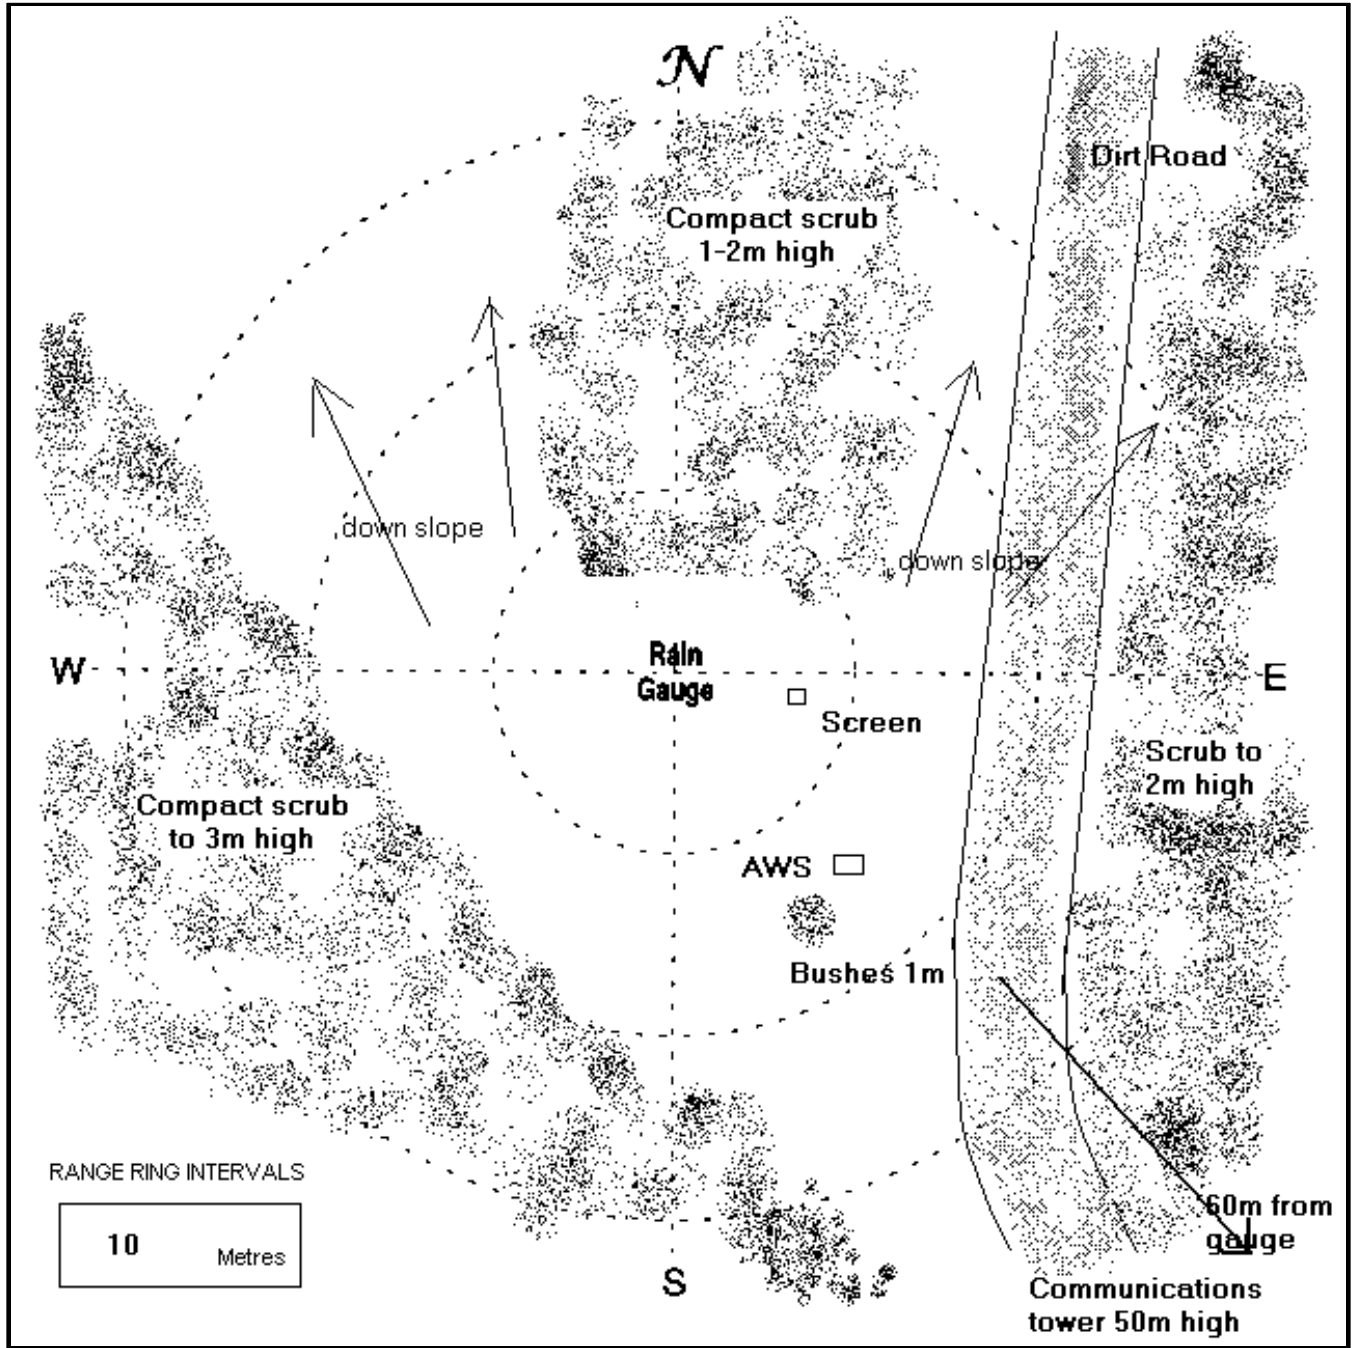 N
Dirt Road
Compact scrub
1-2m high
down slope
down slope
W
Rain
Gauge
E
Screen
Scrub to
2m high
Compact scrub
to 3m high
AWS
Bushes 1m
RANGE RING INTERVALS
10 Metres
60m from
gauge
S
Communications
tower 50m high